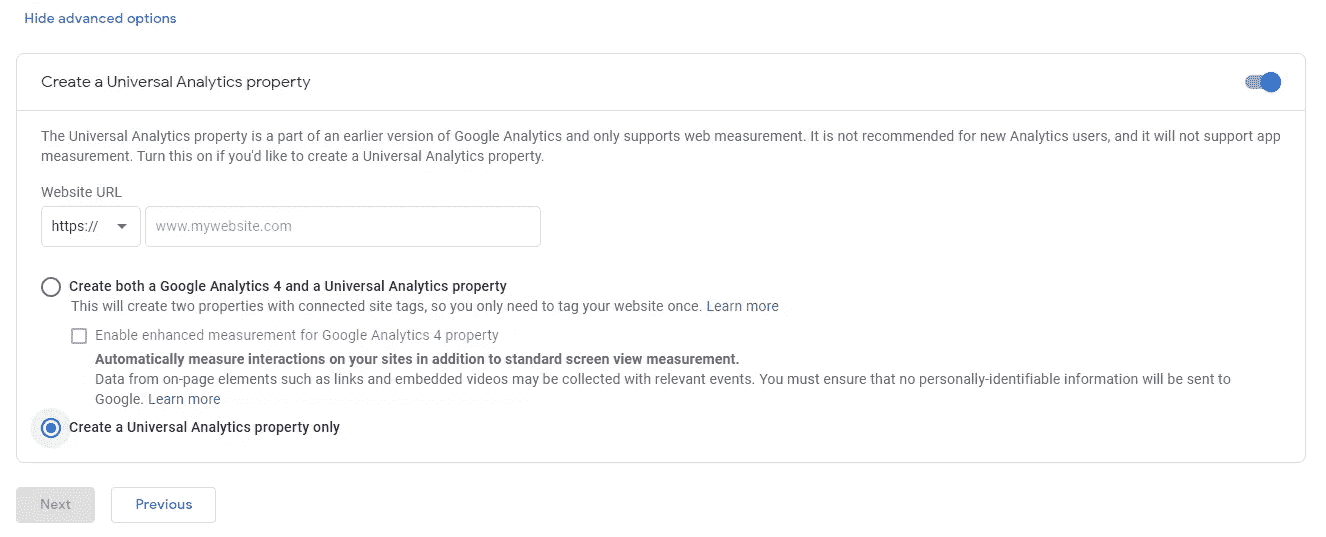 Hide advanced options
Create a Universal Analytics property
The Universal Analytics property is a part of an earlier version of Google Analytics and only supports web measurement. It is not recommended for new Analytics users, and it will not support app
measurement. Turn this on if you'd like to create a Universal Analytics property.
Website URL
https:// www.mywebsite.com
Create both a Google Analytics 4 and a Universal Analytics property
This will create two properties with connected site tags, so you only need to tag your website once. Learn more
Enable enhanced measurement for Google Analytics 4 property
Automatically measure interactions on your sites in addition to standard screen view measurement.
Data from on-page elements such as links and embedded videos may be collected with relevant events. You must ensure that no personally-identifiable information will be sent to
Google. Learn more
Create a Universal Analytics property only
Next Previous